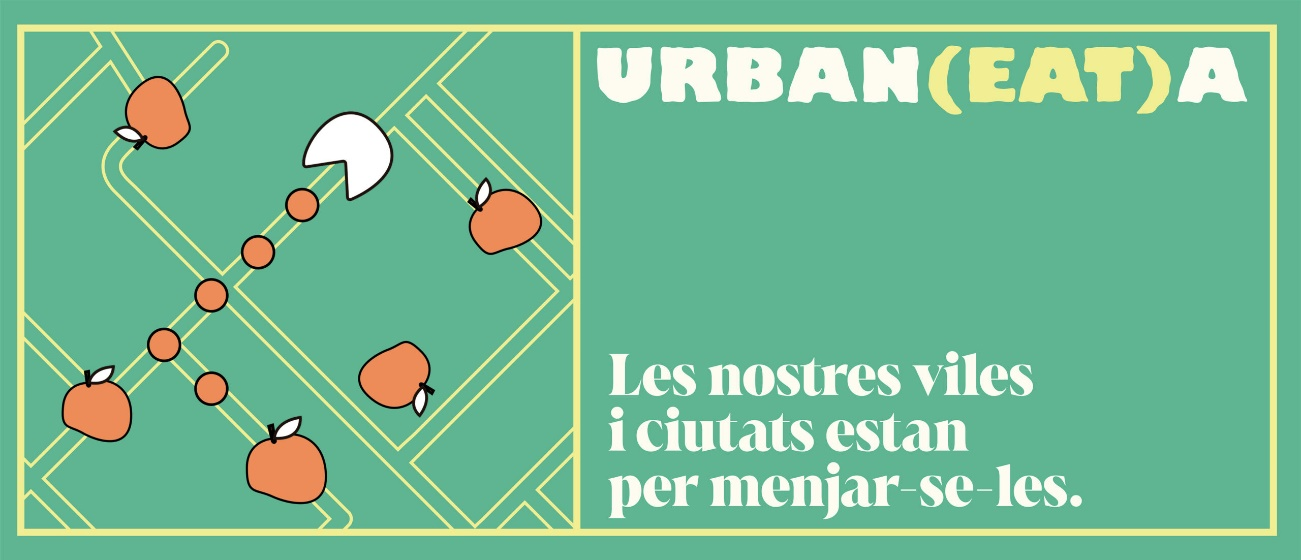 URBAN(EAT)A
Les nostres viles
i ciutats estan
per menjar-se-les.